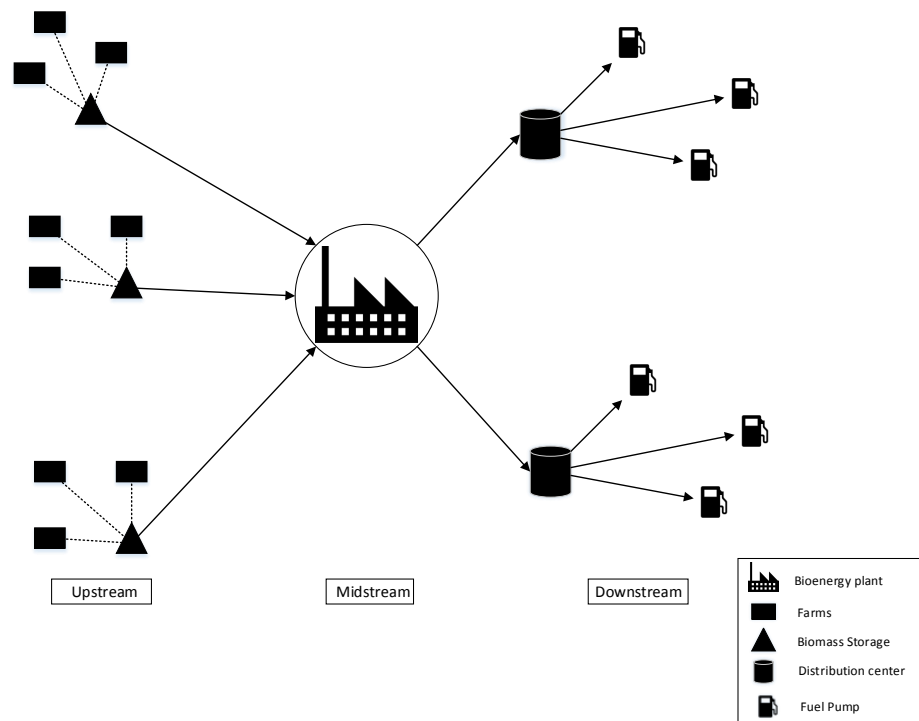 Upstream
Midstream
Downstream
Bioenergy plant
Farms
Biomass Storage
Distribution center
Fuel Pump